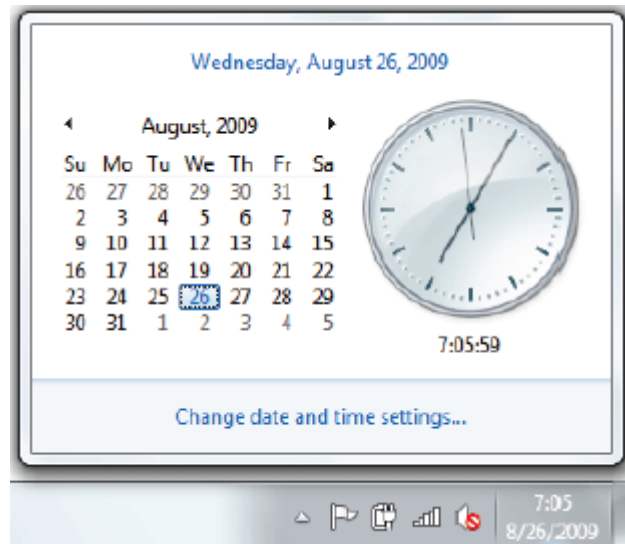 Wednesday, August 26, 2009
August, 2009
Su Mo Tu We Th Fr Sa
26 27 28 29 30 31 1
2 3 4 5 6 7 8
9 10 11 12 13 14 15
16 17 18 19 20 21 22
23 24 25 26 27 28 29
30 31 1 2 3 4 5
7:05:59
Change date and time settings...
7:05
8/26/2009